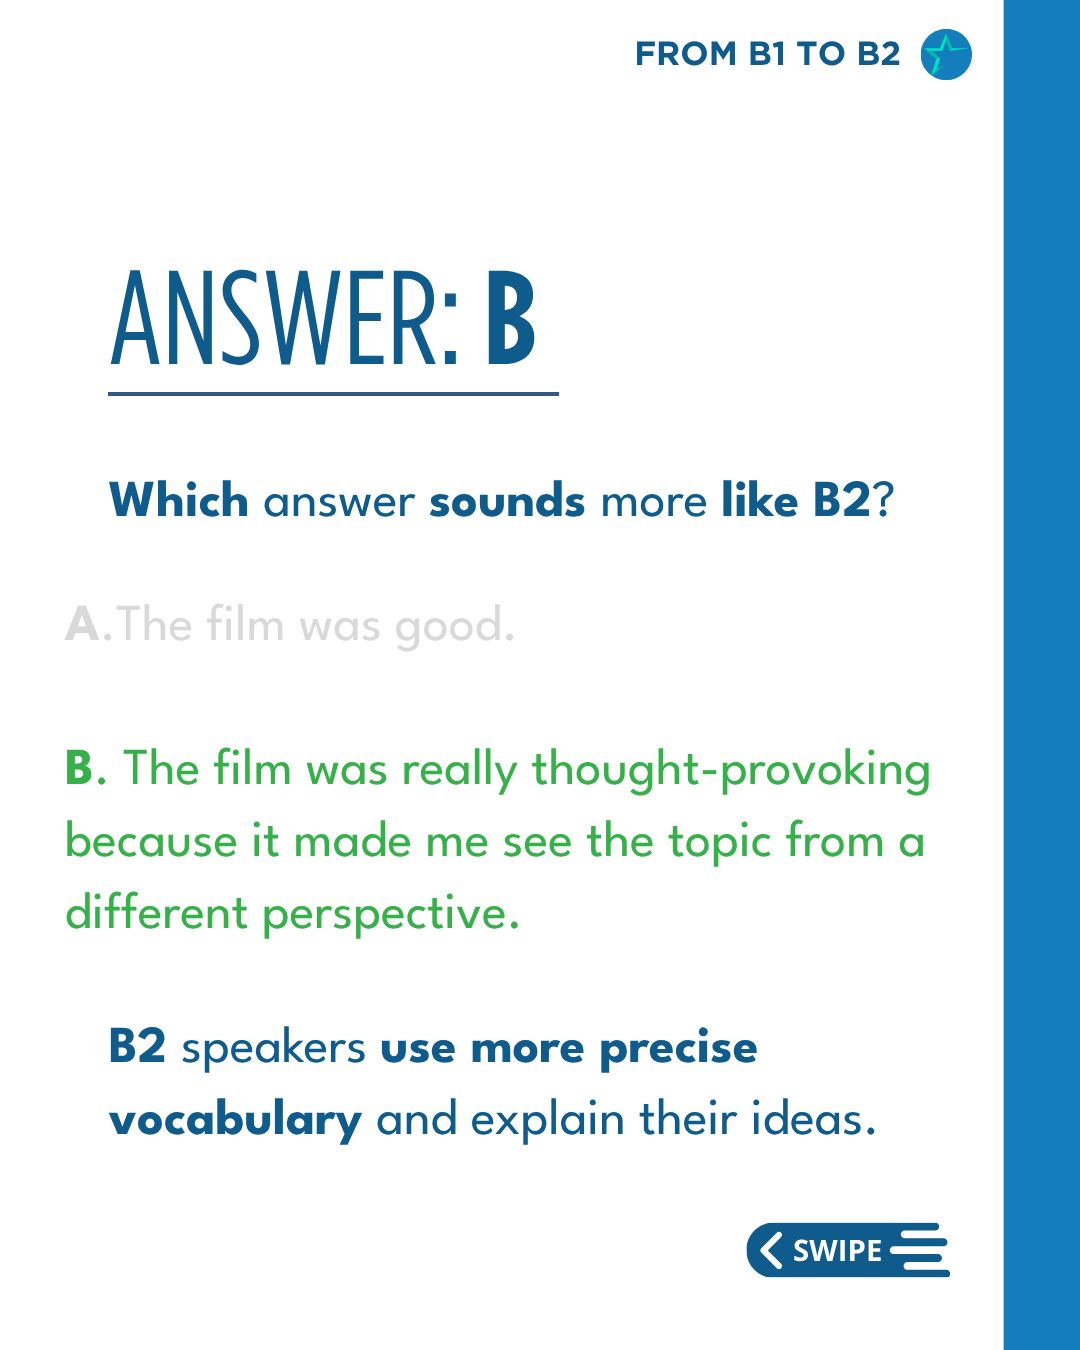 FROM B1 TO B2
ANSWER: B
Which answer sounds more like B2?
A.The film was good.
B. The film was really thought-provoking
because it made me see the topic from a
different perspective.
B2 speakers use more precise
vocabulary and explain their ideas.
SWIPE